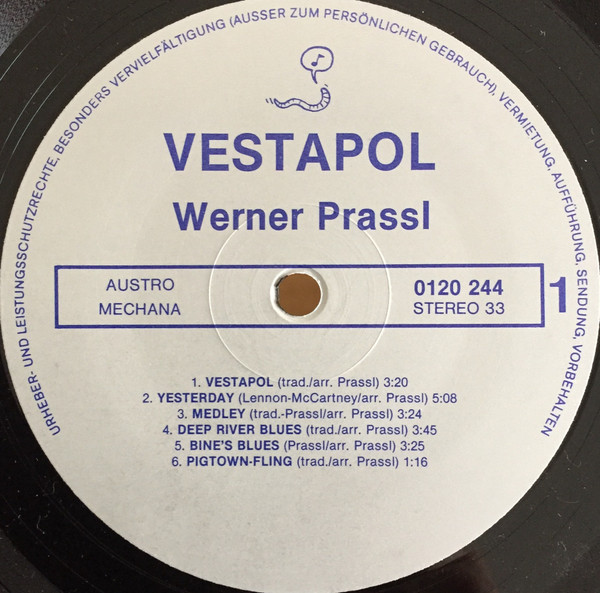 URHEBER- UND LEISTUNGSSCHUTZRECHTE, BESONDERS VERVIELFÄLTIGUNG (AUSSER ZUM PERSÖNLICHEN GEBRAUCH), VERMIETUNG, AUFFÜHRUNG, SENDUNG, VORBEHALTEN
VESTAPOL
Werner Prassl
AUSTRO
MECHANA
0120 244
STEREO 33
1
1. VESTAPOL (trad./arr. Prassl) 3:20
2. YESTERDAY (Lennon-McCartney/arr. Prassl) 5:08
3. MEDLEY (trad.-Prassl/arr. Prassl) 3:24
4. DEEP RIVER BLUES (trad./arr. Prassl) 3:45
5. BINE'S BLUES (Prassl/arr. Prassl) 3:25
6. PIGTOWN-FLING (trad./arr. Prassl) 1:16